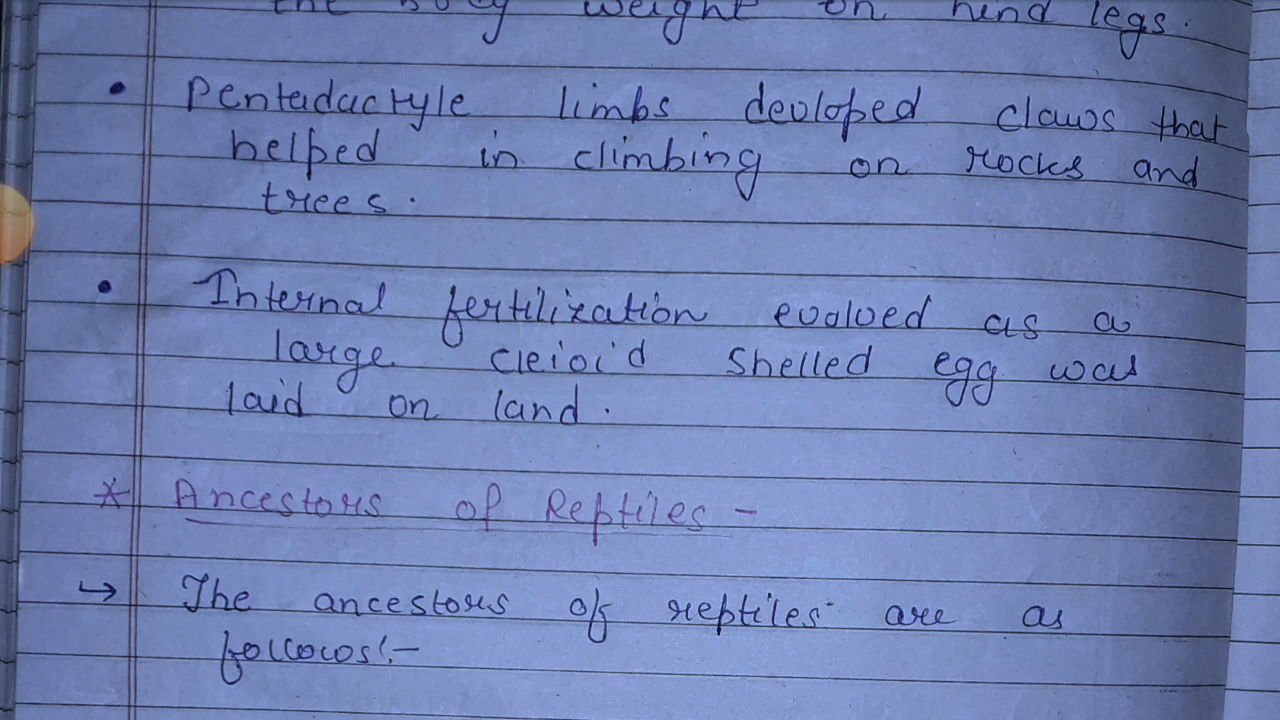 the body weight on hind legs.
• Pentadactyle limbs devloped claws that
helped in climbing on rocks and
trees.
• Internal fertilization evolved as a
large cleioid shelled egg was
laid on land.
* Ancestors of Reptiles -
↪ The ancestors of reptiles are as
follows:-